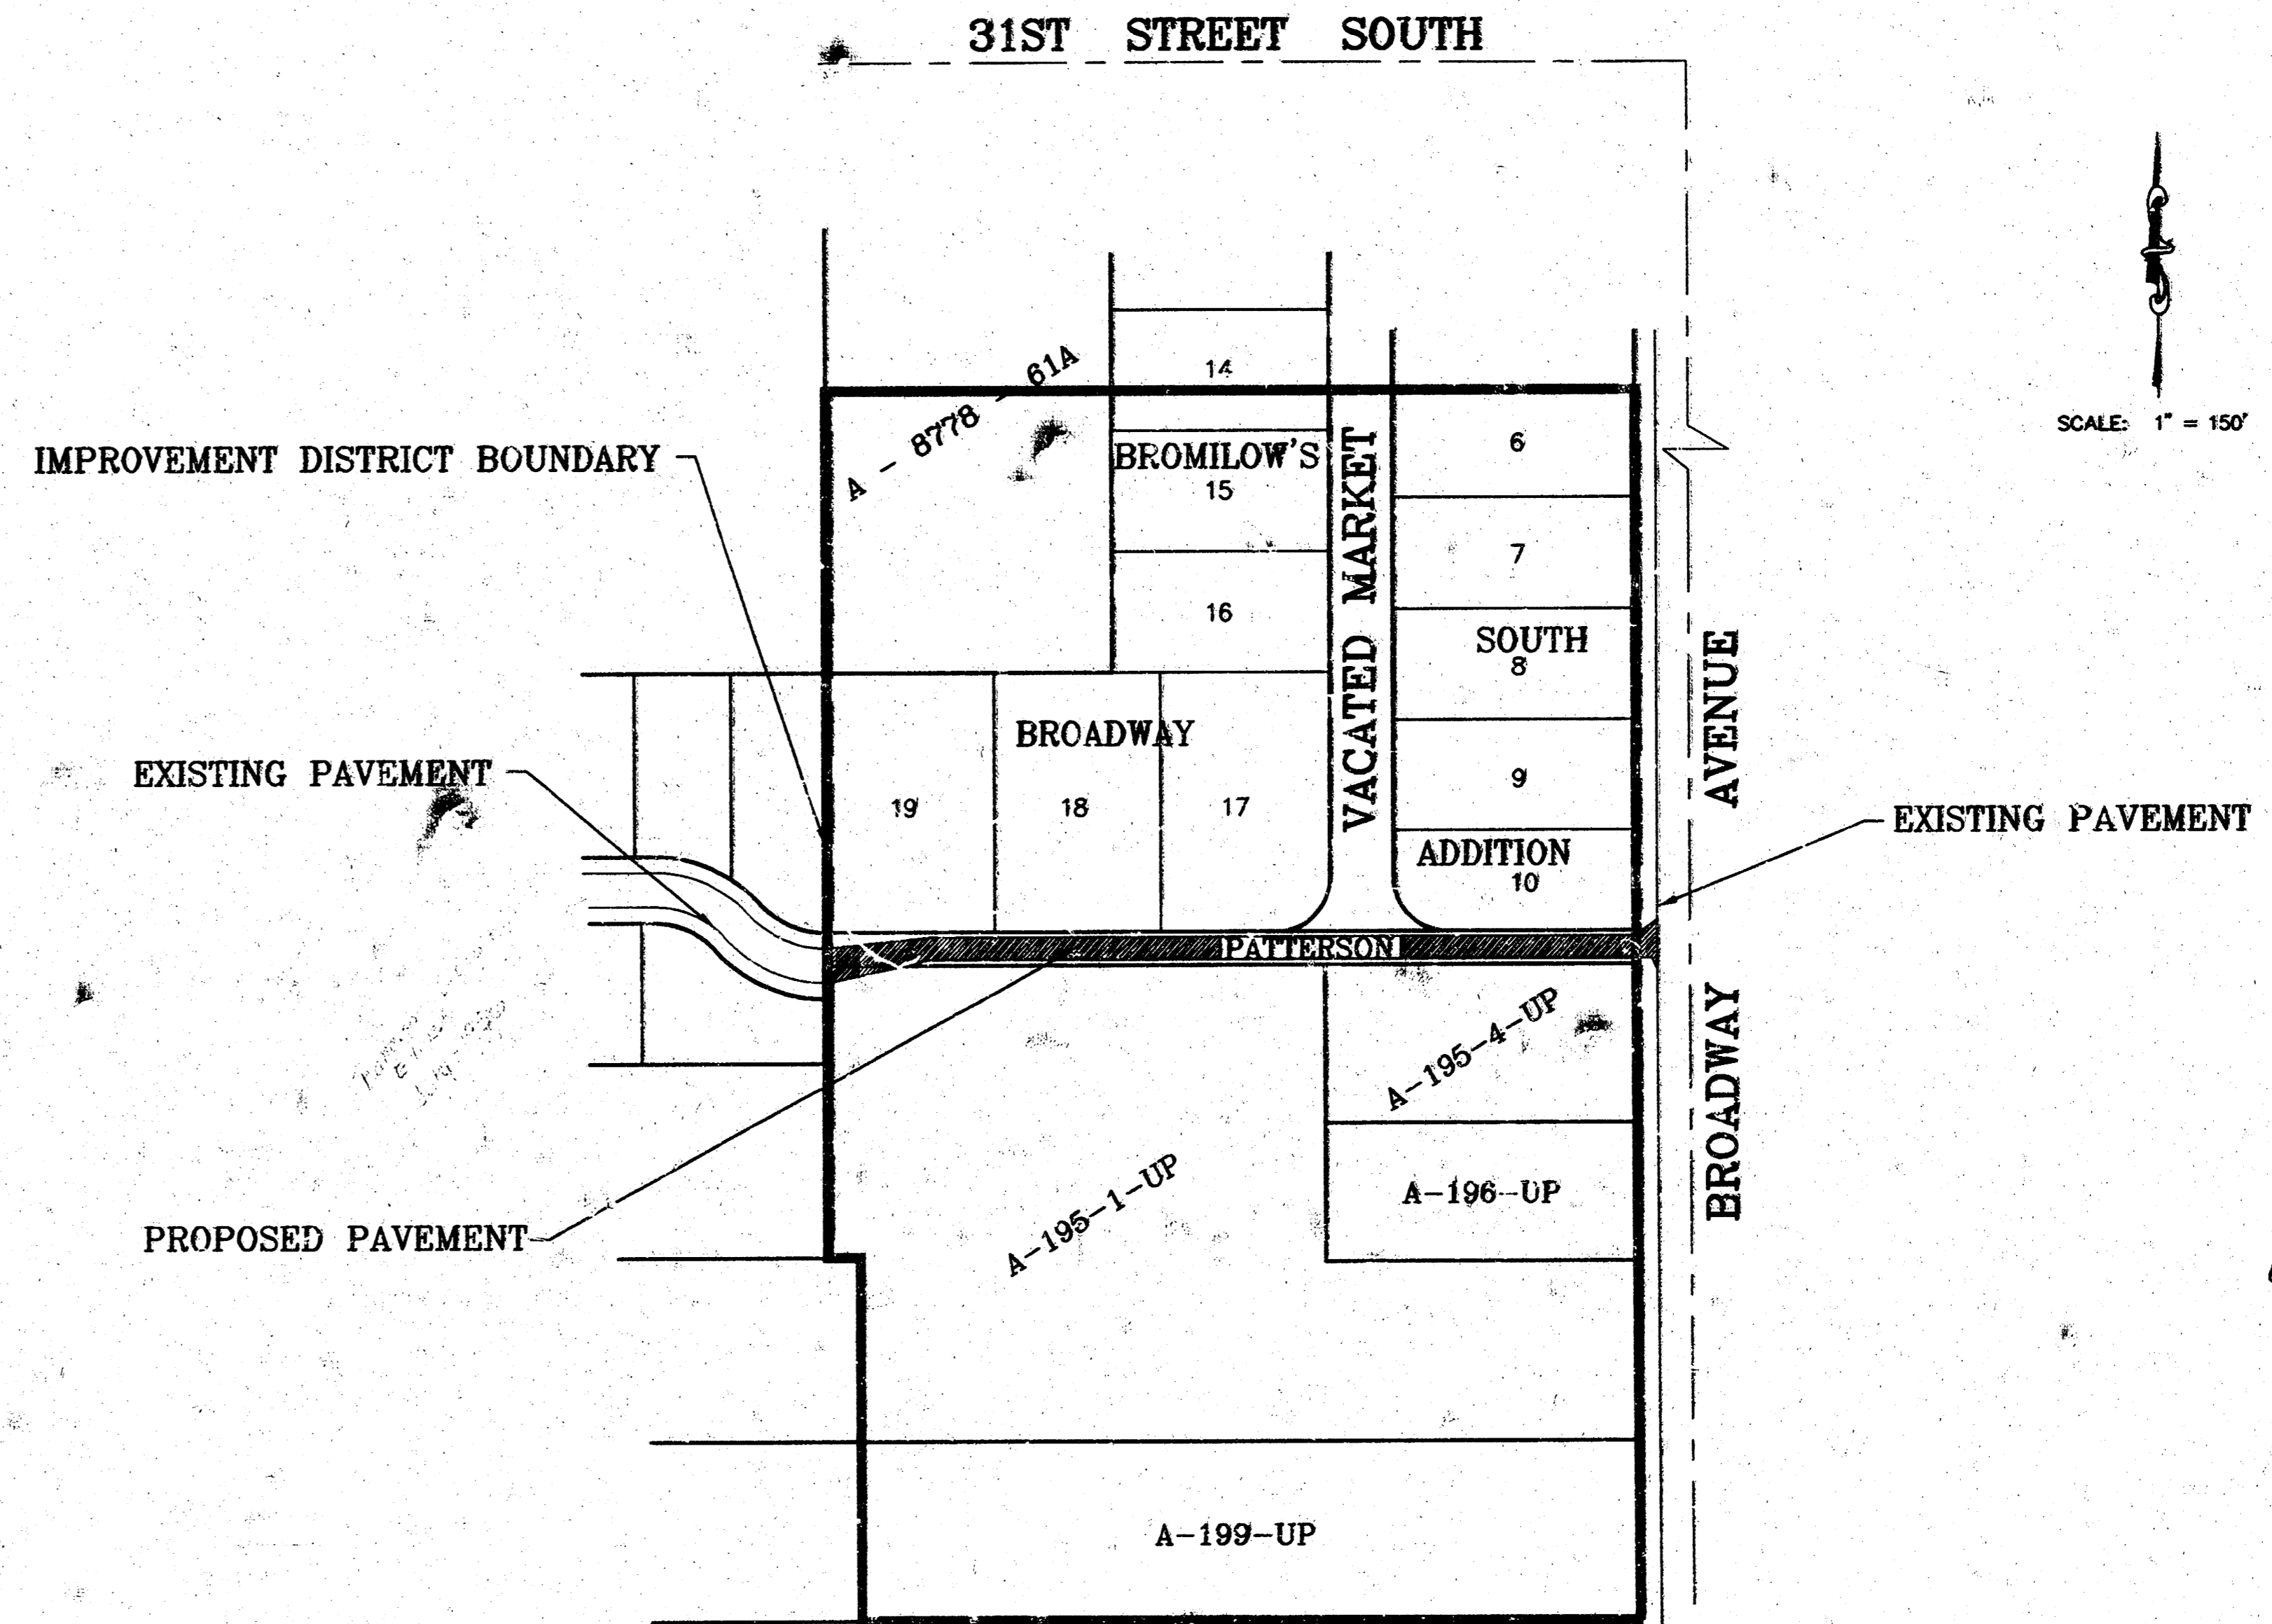 31ST STREET SOUTH
SCALE: 1" = 150'
A - 8778 - 61A
14
IMPROVEMENT DISTRICT BOUNDARY
BROMILOW'S
15
16
VACATED MARKET
6
7
SOUTH
8
9
ADDITION
10
BROADWAY
19
18
17
EXISTING PAVEMENT
EXISTING PAVEMENT
BROADWAY AVENUE
PATTERSON
A-195-4-UP
A-195-1-UP
A-196-UP
PROPOSED PAVEMENT
A-199-UP